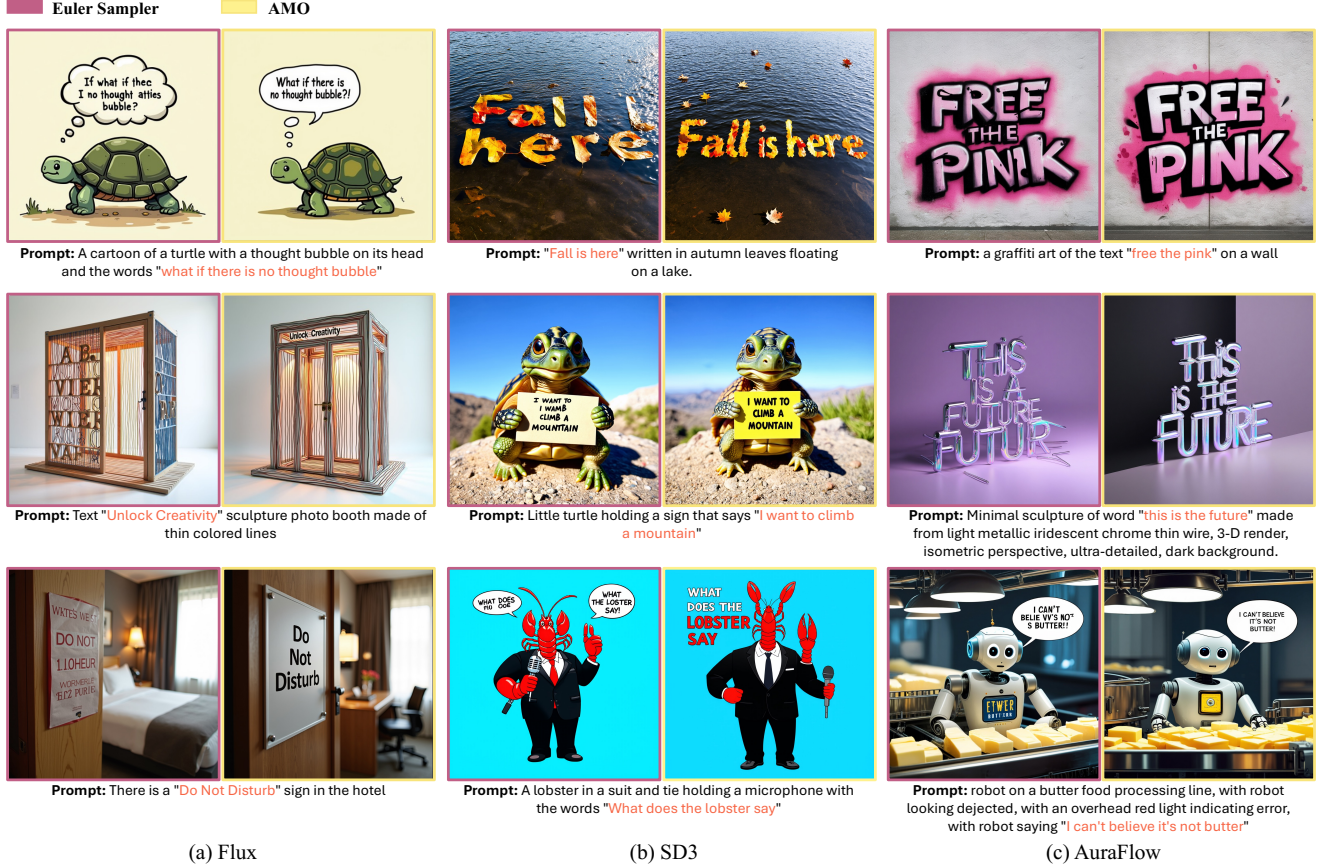 Euler Sampler
AMO
If what if thec
I no thought atties
bubble?
What if there is
no thought bubble?!
Fall
here
Fall is here
FREE
THE
PINK
FREE
THE
PINK
Prompt: A cartoon of a turtle with a thought bubble on its head
and the words "what if there is no thought bubble"
Prompt: "Fall is here" written in autumn leaves floating
on a lake.
Prompt: a graffiti art of the text "free the pink" on a wall
Unlock Creativity
I WANT TO
I WAMB
CLIMB A
MOUNTTAIN
I WANT TO
CLIMB A
MOUNTAIN
THIS
IS A
FUTURE
FUTUR
THIS
IS THE
FUTURE
Prompt: Text "Unlock Creativity" sculpture photo booth made of
thin colored lines
Prompt: Little turtle holding a sign that says "I want to climb
a mountain"
Prompt: Minimal sculpture of word "this is the future" made
from light metallic iridescent chrome thin wire, 3-D render,
isometric perspective, ultra-detailed, dark background.
DO NOT
Do
Not
Disturb
WHAT DOES
WHAT
THE LOSTER
SAY!
WHAT
DOES THE
LOBSTER
SAY
I CAN'T
BELIE VV'S NO'T
S BUTTER!!
ETWER
I CAN'T BELIEVE
IT'S NOT
BUTTER!
Prompt: There is a "Do Not Disturb" sign in the hotel
Prompt: A lobster in a suit and tie holding a microphone with
the words "What does the lobster say"
Prompt: robot on a butter food processing line, with robot
looking dejected, with an overhead red light indicating error,
with robot saying "I can't believe it's not butter"
(a) Flux
(b) SD3
(c) AuraFlow